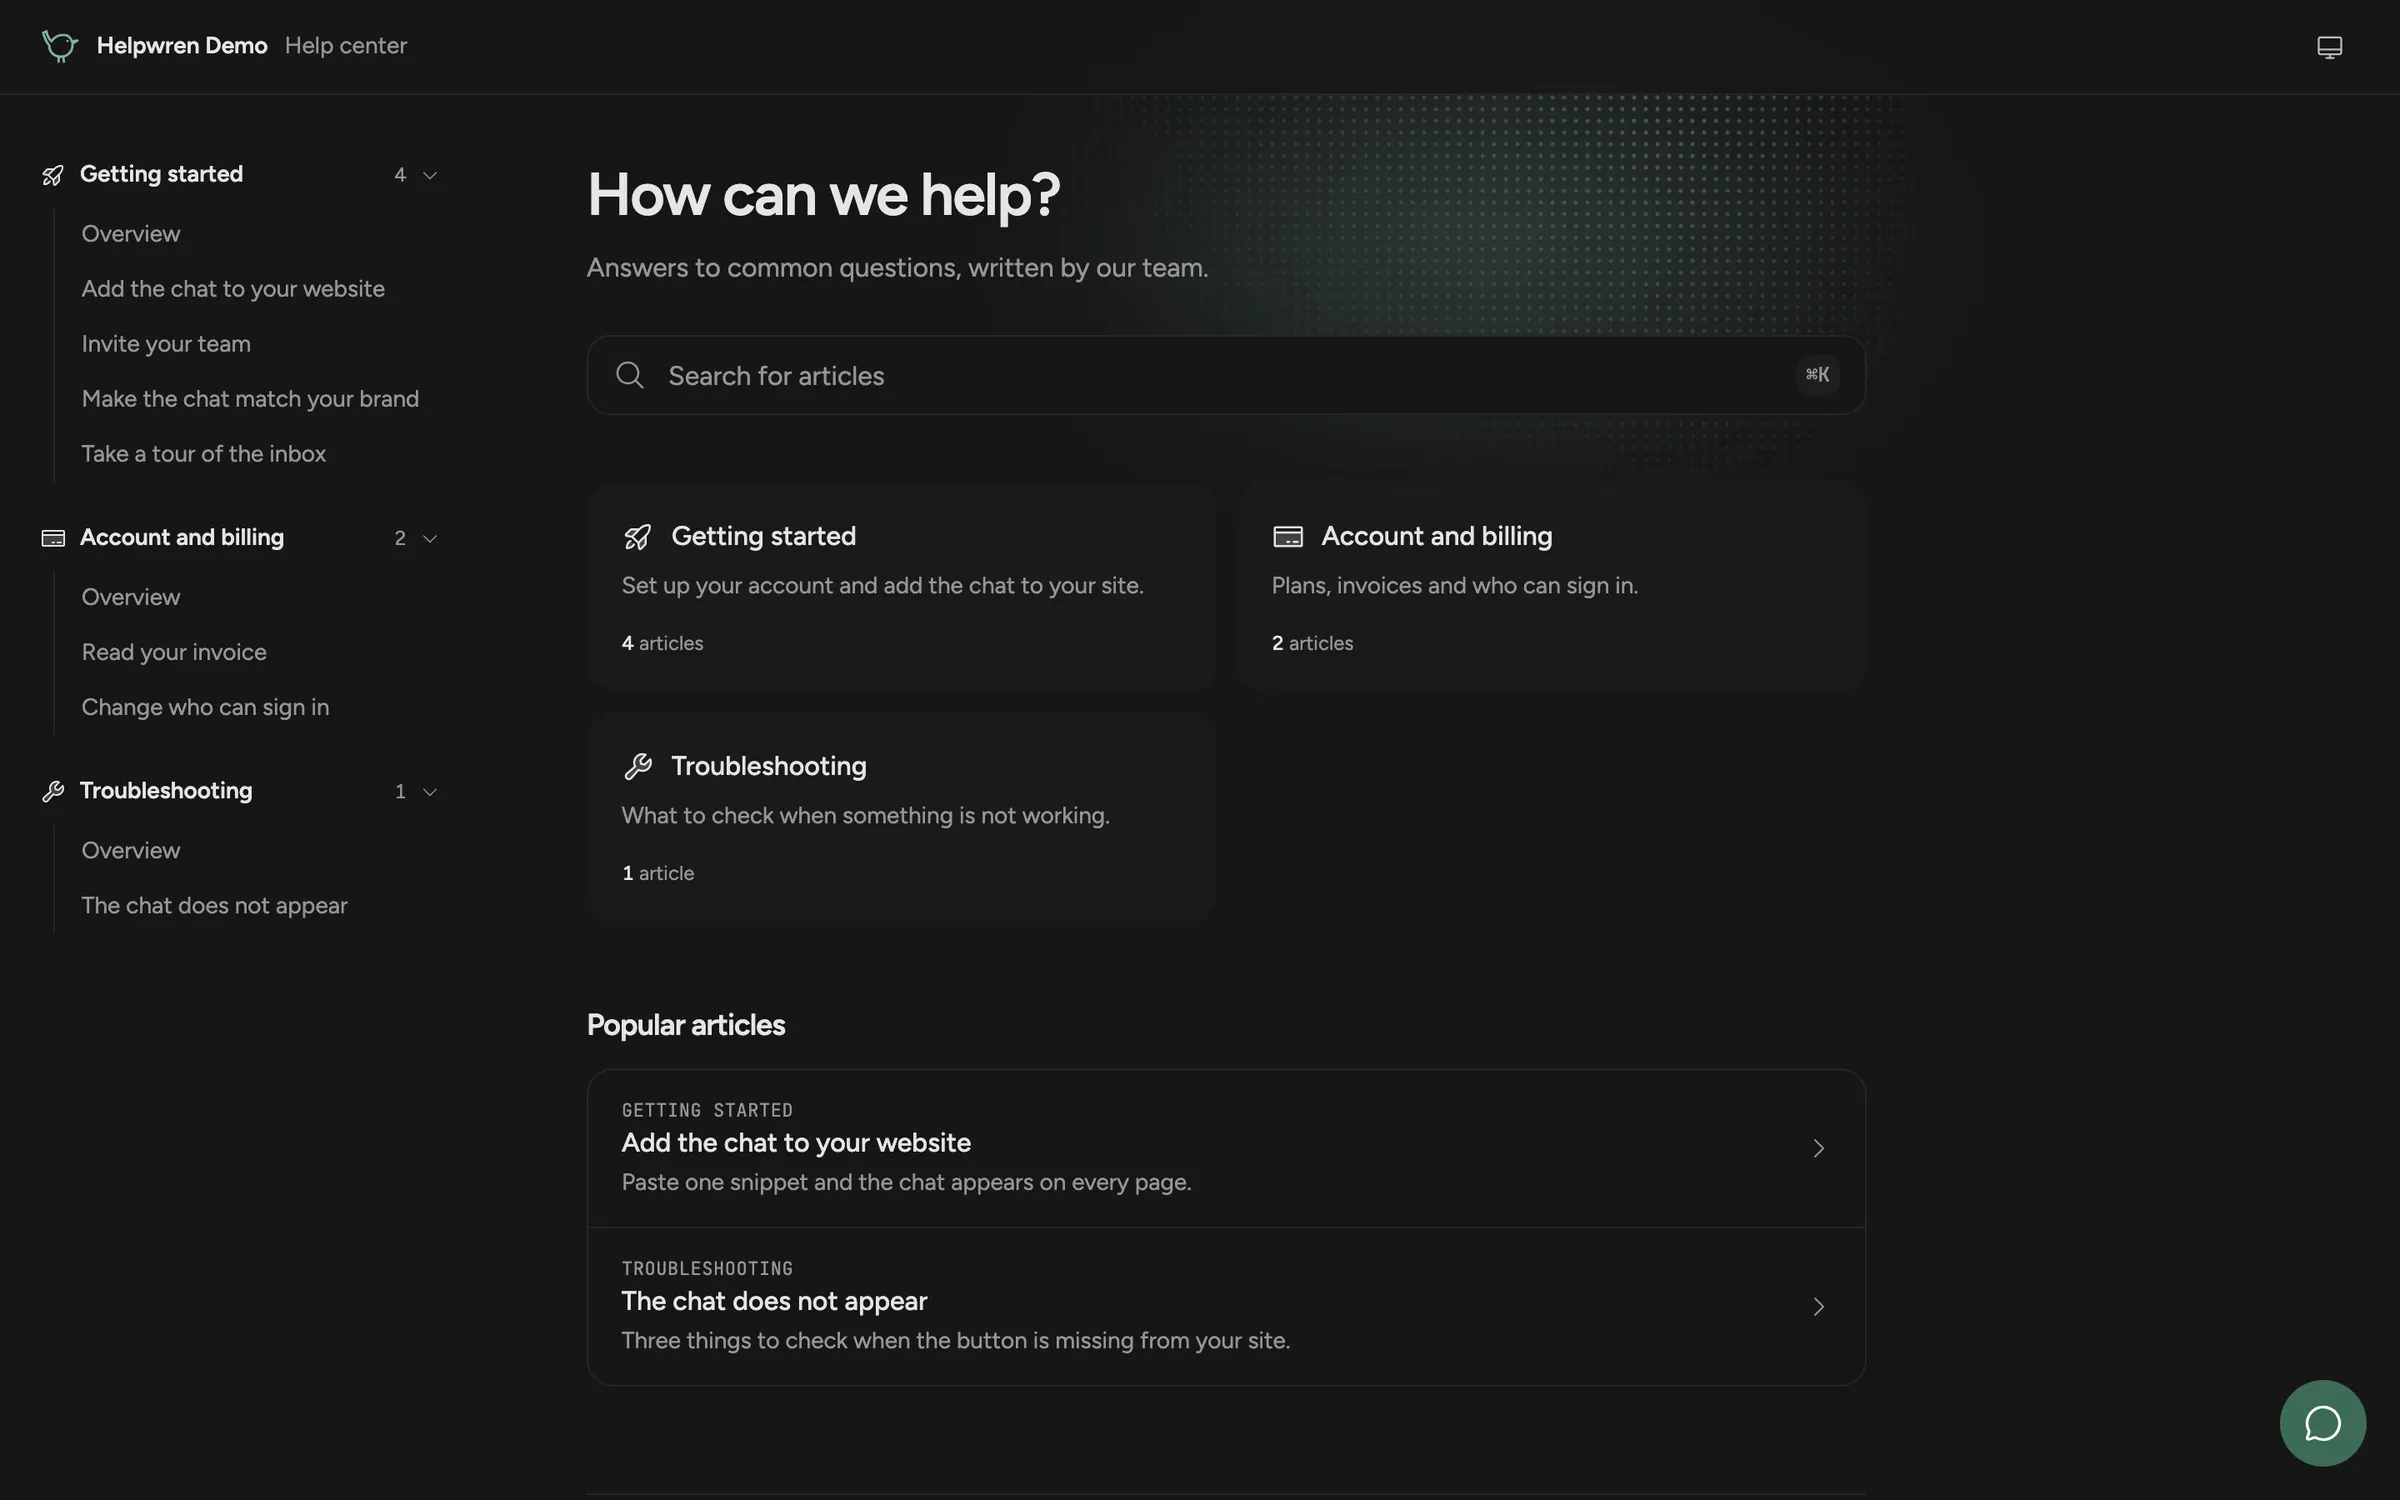 Helpwren Demo Help center
Getting started 4
Overview
Add the chat to your website
Invite your team
Make the chat match your brand
Take a tour of the inbox
Account and billing 2
Overview
Read your invoice
Change who can sign in
Troubleshooting 1
Overview
The chat does not appear
How can we help?
Answers to common questions, written by our team.
Search for articles ⌘K
Getting started
Set up your account and add the chat to your site.
4 articles
Account and billing
Plans, invoices and who can sign in.
2 articles
Troubleshooting
What to check when something is not working.
1 article
Popular articles
GETTING STARTED
Add the chat to your website
Paste one snippet and the chat appears on every page.
TROUBLESHOOTING
The chat does not appear
Three things to check when the button is missing from your site.